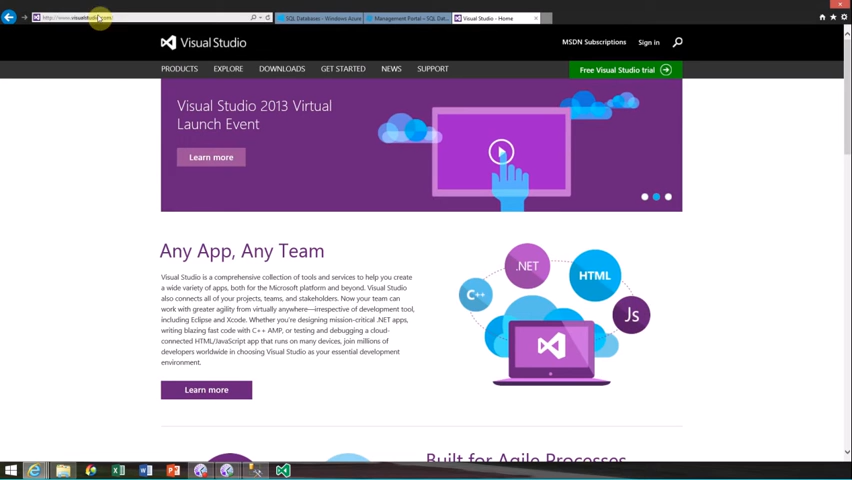 http://www.visualstudio.com/
SQL Databases - Windows Azure
Management Portal – SQL Dat...
Visual Studio - Home
Visual Studio
MSDN Subscriptions
Sign in
PRODUCTS
EXPLORE
DOWNLOADS
GET STARTED
NEWS
SUPPORT
Free Visual Studio trial
Visual Studio 2013 Virtual
Launch Event
Learn more
Any App, Any Team
Visual Studio is a comprehensive collection of tools and services to help you create
a wide variety of apps, both for the Microsoft platform and beyond. Visual Studio
also connects all of your projects, teams, and stakeholders. Now your team can
work with greater agility from virtually anywhere—irrespective of development tool,
including Eclipse and Xcode. Whether you're designing mission-critical .NET apps,
writing blazing fast code with C++ AMP, or testing and debugging a cloud-
connected HTML/JavaScript app that runs on many devices, join millions of
developers worldwide in choosing Visual Studio as your essential development
environment.
Learn more
.NET
HTML
C++
Js
Built for Agile Processes